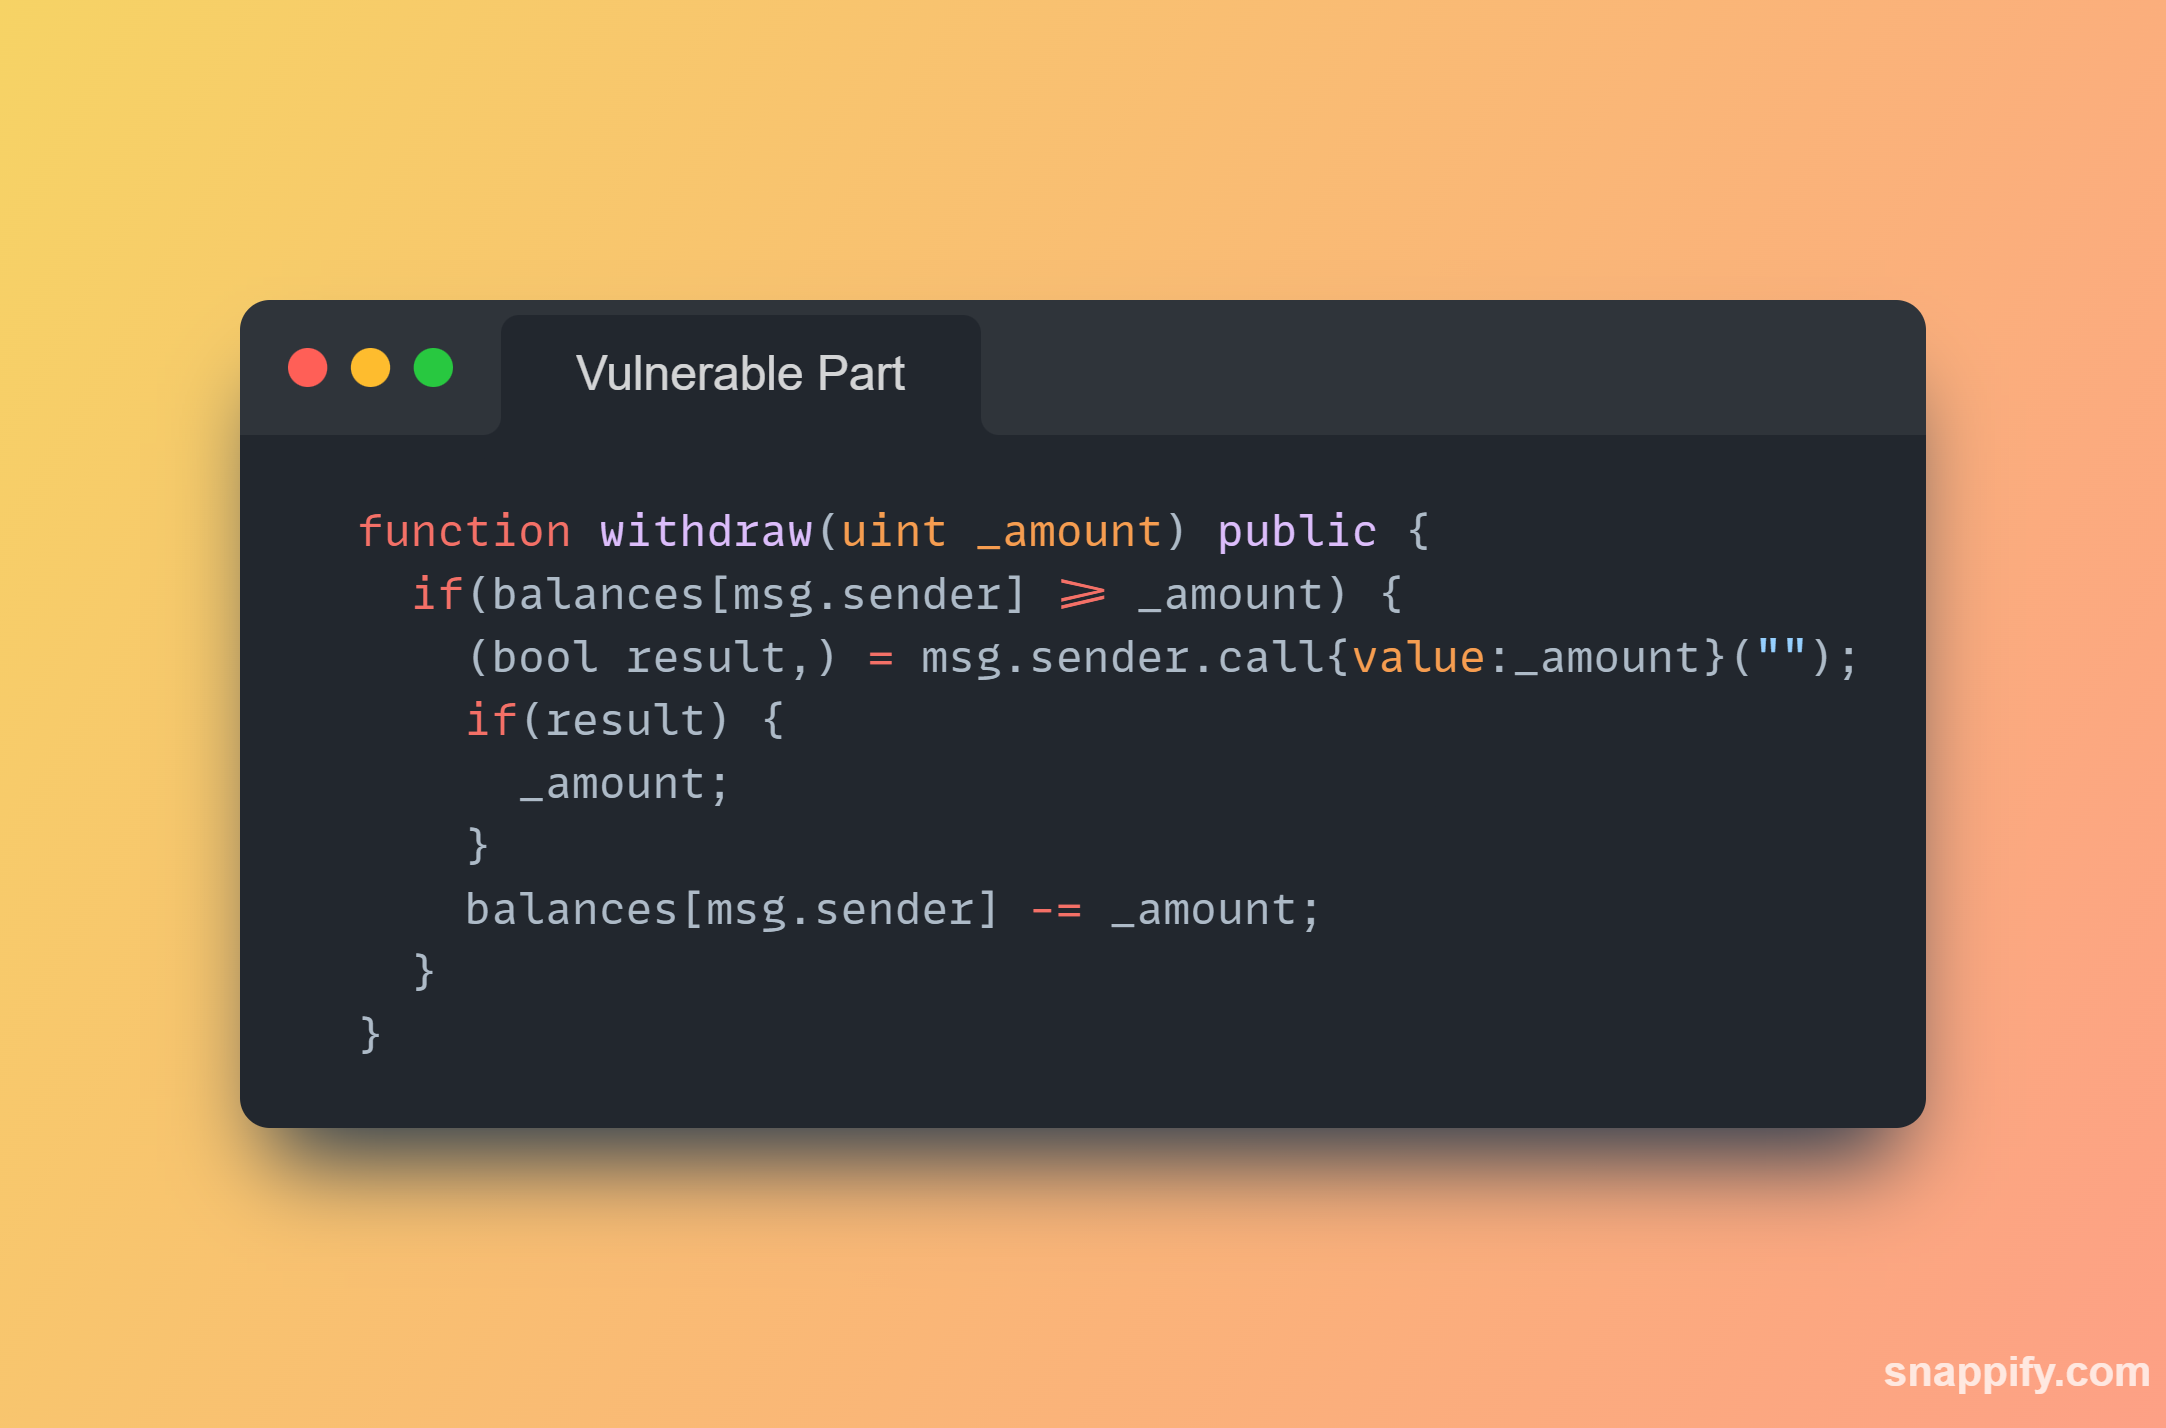 Vulnerable Part
function withdraw(uint _amount) public {
  if(balances[msg.sender] >= _amount) {
    (bool result,) = msg.sender.call{value:_amount}("");
    if(result) {
      _amount;
    }
    balances[msg.sender] -= _amount;
  }
}
snappify.com